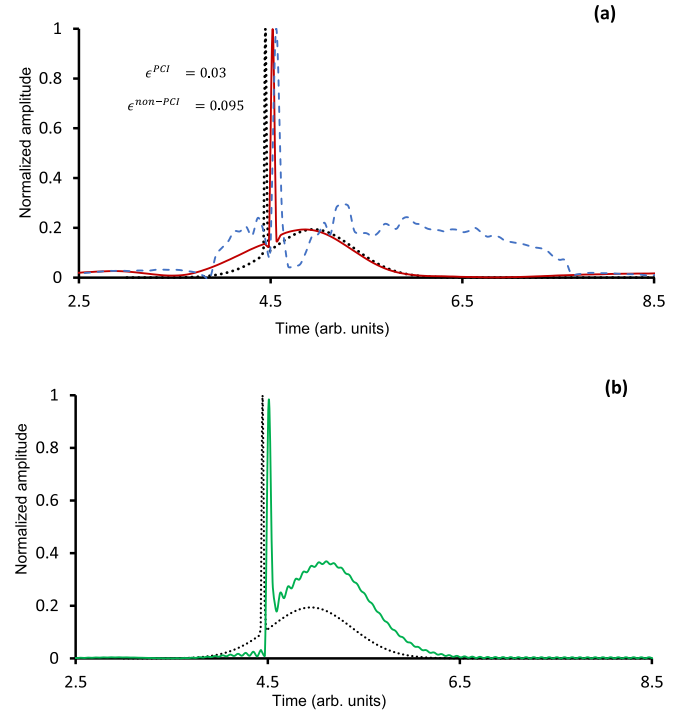 (a)
1
0.8
0.6
0.4
0.2
0
Normalized amplitude
ϵ^{PCI} = 0.03
ϵ^{non−PCI} = 0.095
2.5 4.5 6.5 8.5
Time (arb. units)
(b)
1
0.8
0.6
0.4
0.2
0
Normalized amplitude
2.5 4.5 6.5 8.5
Time (arb. units)